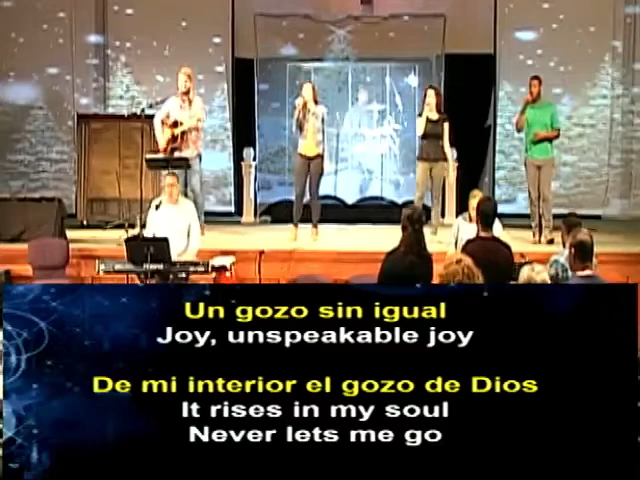 Un gozo sin igual
Joy, unspeakable joy
De mi interior el gozo de Dios
It rises in my soul
Never lets me go